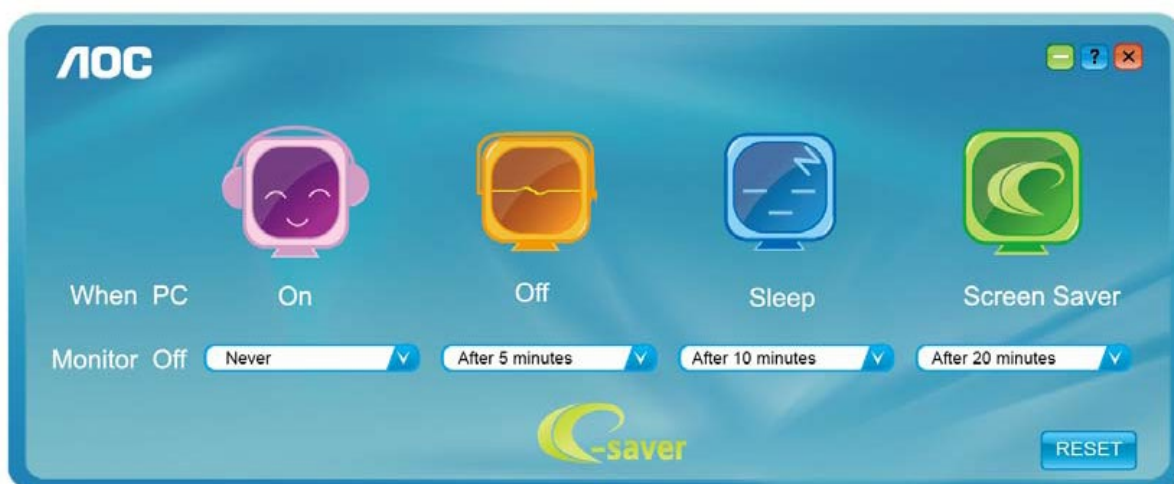 AOC
?
When PC On Off Sleep Screen Saver
Monitor Off Never After 5 minutes After 10 minutes After 20 minutes
e-saver
RESET